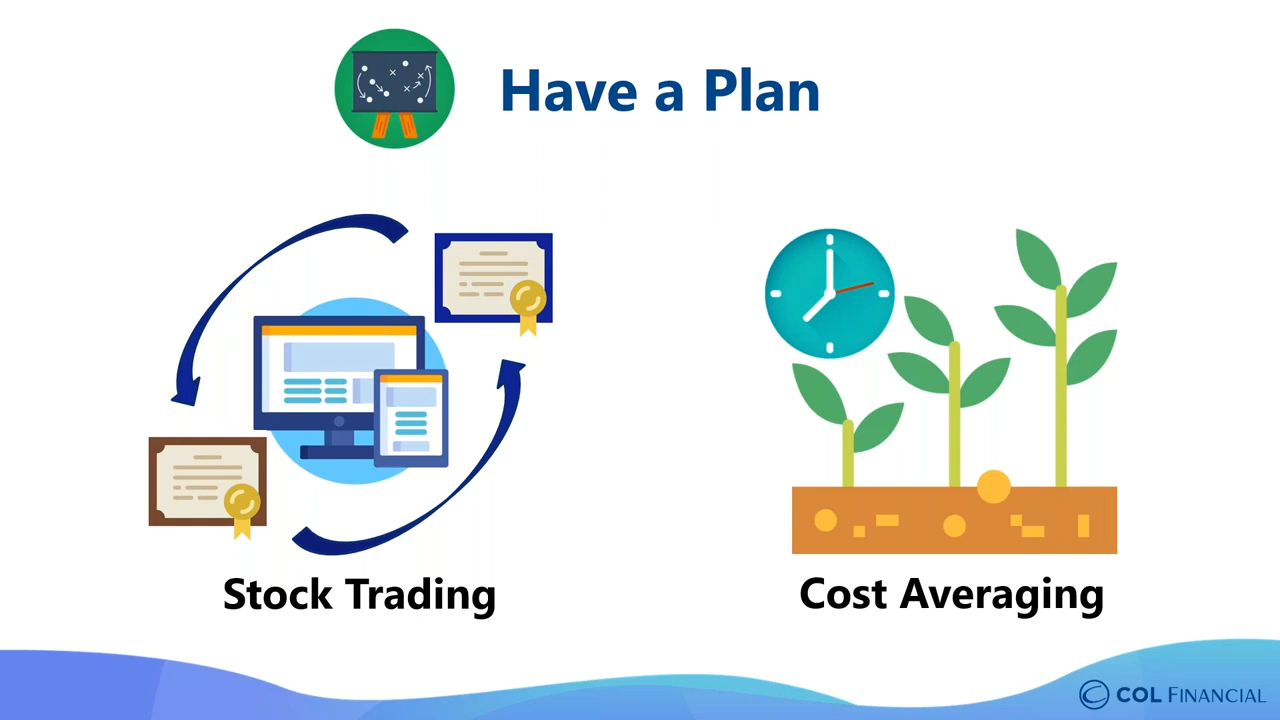 Have a Plan
Stock Trading
Cost Averaging
COL FINANCIAL